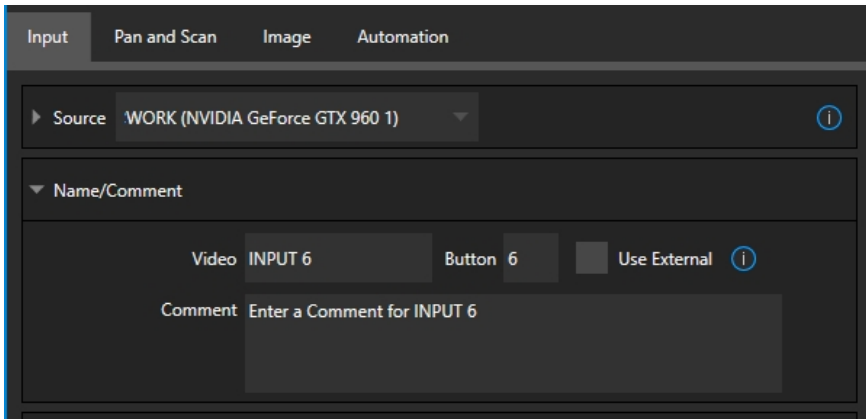 Input Pan and Scan Image Automation
Source :WORK (NVIDIA GeForce GTX 960 1)
Name/Comment
Video INPUT 6 Button 6 Use External
Comment Enter a Comment for INPUT 6